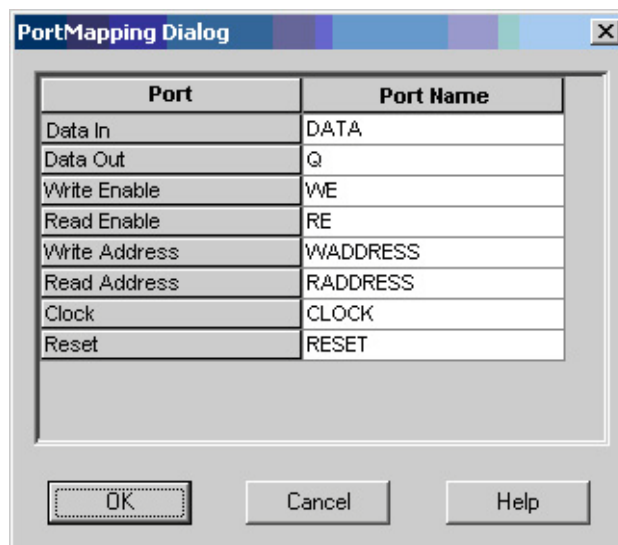 PortMapping Dialog
Port Port Name
Data In DATA
Data Out Q
Write Enable WE
Read Enable RE
Write Address WADDRESS
Read Address RADDRESS
Clock CLOCK
Reset RESET
OK Cancel Help